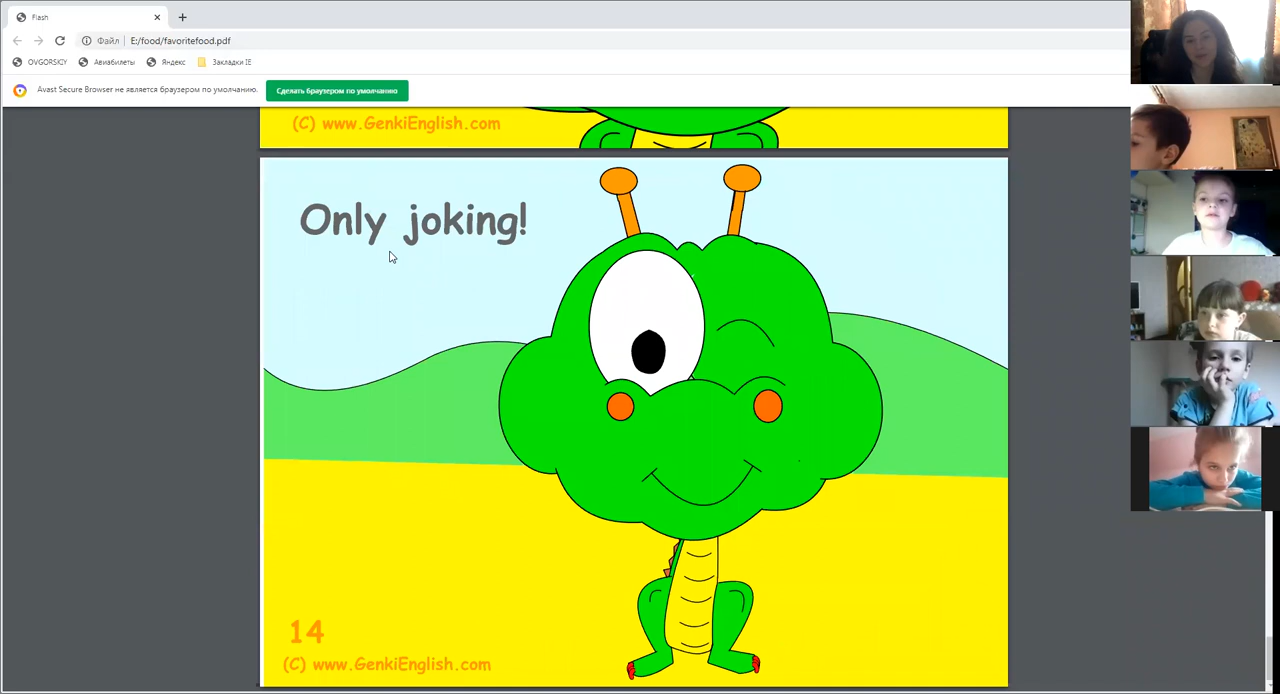 Flash
Файл E:/food/favoritefood.pdf
OVGORSKIY Авиабилеты Яндекс Закладки IE
Avast Secure Browser не является браузером по умолчанию. Сделать браузером по умолчанию
(C) www.GenkiEnglish.com
Only joking!
14
(C) www.GenkiEnglish.com